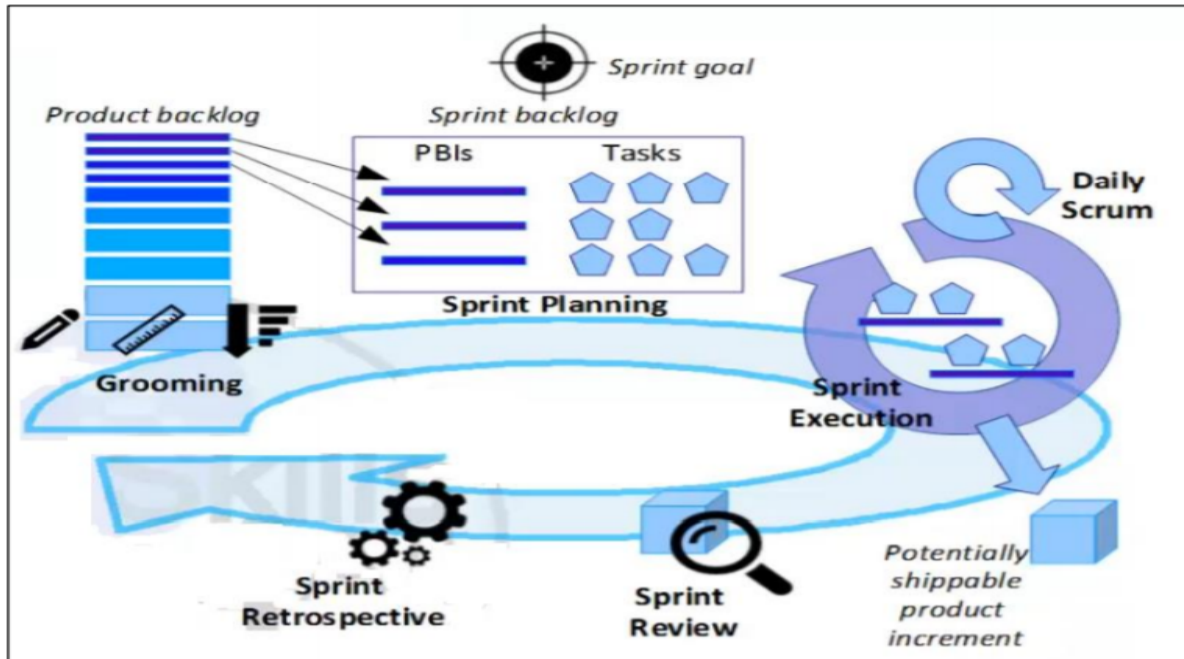 Sprint goal
Product backlog
Sprint backlog
PBIs
Tasks
Daily
Scrum
Sprint Planning
Grooming
Sprint
Execution
Skills
Sprint
Retrospective
Sprint
Review
Potentially
shippable
product
increment